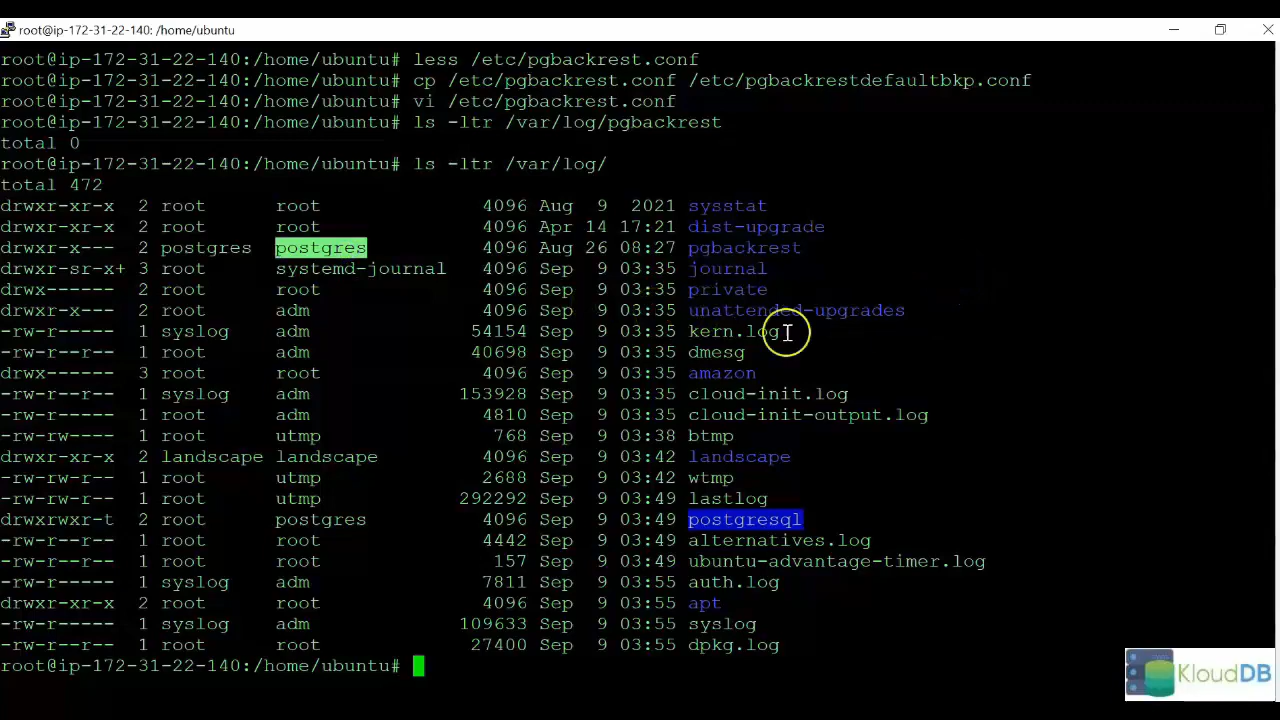 root@ip-172-31-22-140: /home/ubuntu
root@ip-172-31-22-140:/home/ubuntu# less /etc/pgbackrest.conf
root@ip-172-31-22-140:/home/ubuntu# cp /etc/pgbackrest.conf /etc/pgbackrestdefaultbkp.conf
root@ip-172-31-22-140:/home/ubuntu# vi /etc/pgbackrest.conf
root@ip-172-31-22-140:/home/ubuntu# ls -ltr /var/log/pgbackrest
total 0
root@ip-172-31-22-140:/home/ubuntu# ls -ltr /var/log/
total 472
drwxr-xr-x 2 root root 4096 Aug 9 2021 sysstat
drwxr-xr-x 2 root root 4096 Apr 14 17:21 dist-upgrade
drwxr-x--- 2 postgres postgres 4096 Aug 26 08:27 pgbackrest
drwxr-sr-x+ 3 root systemd-journal 4096 Sep 9 03:35 journal
drwx------ 2 root root 4096 Sep 9 03:35 private
drwxr-x--- 2 root adm 4096 Sep 9 03:35 unattended-upgrades
-rw-r----- 1 syslog adm 54154 Sep 9 03:35 kern.log
-rw-r--r-- 1 root adm 40698 Sep 9 03:35 dmesg
drwx------ 3 root root 4096 Sep 9 03:35 amazon
-rw-r--r-- 1 syslog adm 153928 Sep 9 03:35 cloud-init.log
-rw-r--r-- 1 root adm 4810 Sep 9 03:35 cloud-init-output.log
-rw-rw---- 1 root utmp 768 Sep 9 03:38 btmp
drwxr-xr-x 2 landscape landscape 4096 Sep 9 03:42 landscape
-rw-rw-r-- 1 root utmp 2688 Sep 9 03:42 wtmp
-rw-rw-r-- 1 root utmp 292292 Sep 9 03:49 lastlog
drwxrwxr-t 2 root postgres 4096 Sep 9 03:49 postgresql
-rw-r--r-- 1 root root 4442 Sep 9 03:49 alternatives.log
-rw-r--r-- 1 root root 157 Sep 9 03:49 ubuntu-advantage-timer.log
-rw-r----- 1 syslog adm 7811 Sep 9 03:55 auth.log
drwxr-xr-x 2 root root 4096 Sep 9 03:55 apt
-rw-r----- 1 syslog adm 109633 Sep 9 03:55 syslog
-rw-r--r-- 1 root root 27400 Sep 9 03:55 dpkg.log
root@ip-172-31-22-140:/home/ubuntu#
KloudDB